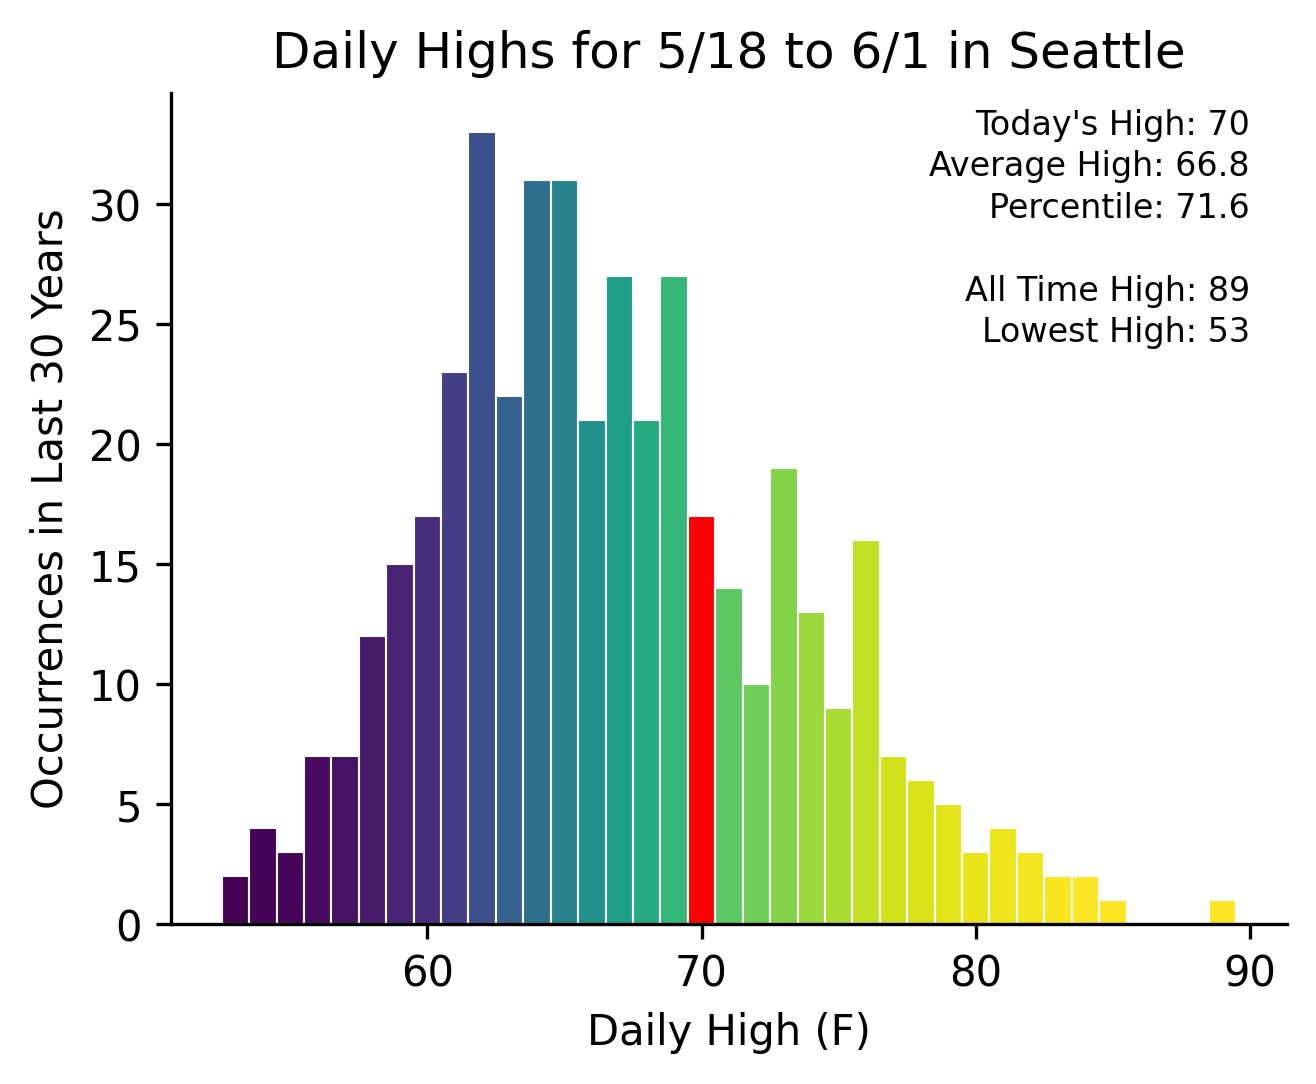 Daily Highs for 5/18 to 6/1 in Seattle
Today's High: 70
Average High: 66.8
Percentile: 71.6
All Time High: 89
Lowest High: 53
Occurrences in Last 30 Years
30
25
20
15
10
5
0
60 70 80 90
Daily High (F)